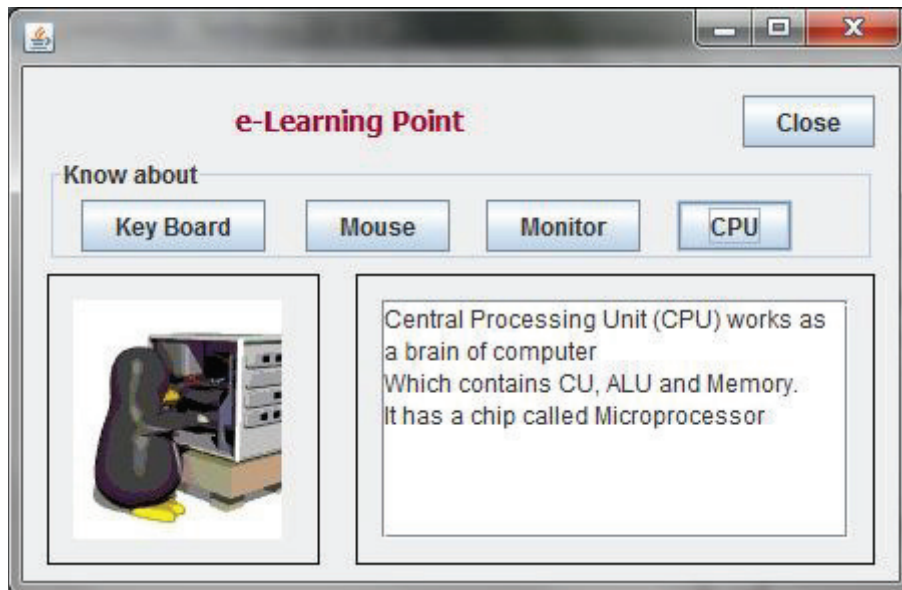 e-Learning Point
Close
Know about
Key Board Mouse Monitor CPU
Central Processing Unit (CPU) works as
a brain of computer
Which contains CU, ALU and Memory.
It has a chip called Microprocessor